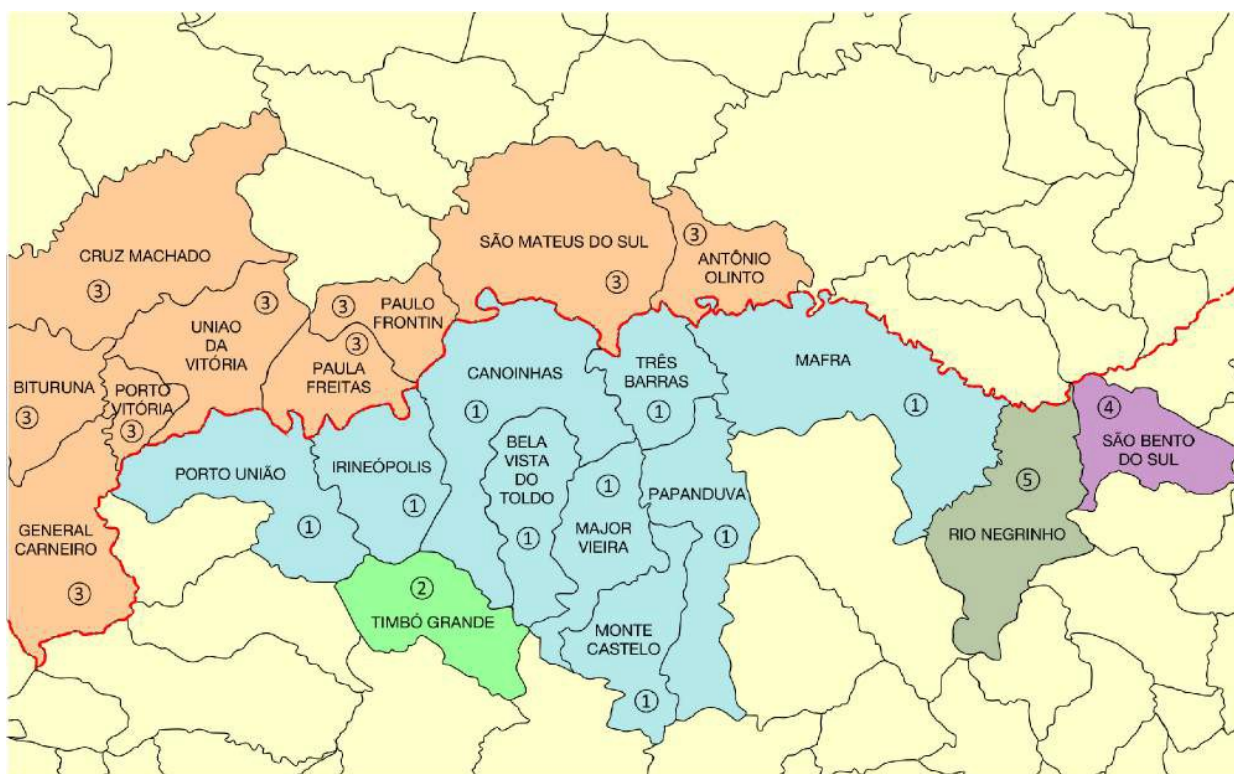 CRUZ MACHADO
③
UNIAO
DA
VITÓRIA
③
③
PAULO
FRONTIN
③
PAULA
FREITAS
SÃO MATEUS DO SUL
③
③
ANTÔNIO
OLINTO
BITURUNA
③
PORTO
VITÓRIA
③
GENERAL
CARNEIRO
③
PORTO UNIÃO
①
IRINEÓPOLIS
①
CANOINHAS
①
BELA
VISTA
DO
TOLDO
①
TRÊS
BARRAS
①
①
MAJOR
VIEIRA
PAPANDUVA
①
MAFRA
①
④
SÃO BENTO
DO SUL
⑤
RIO NEGRINHO
②
TIMBÓ GRANDE
MONTE
CASTELO
①